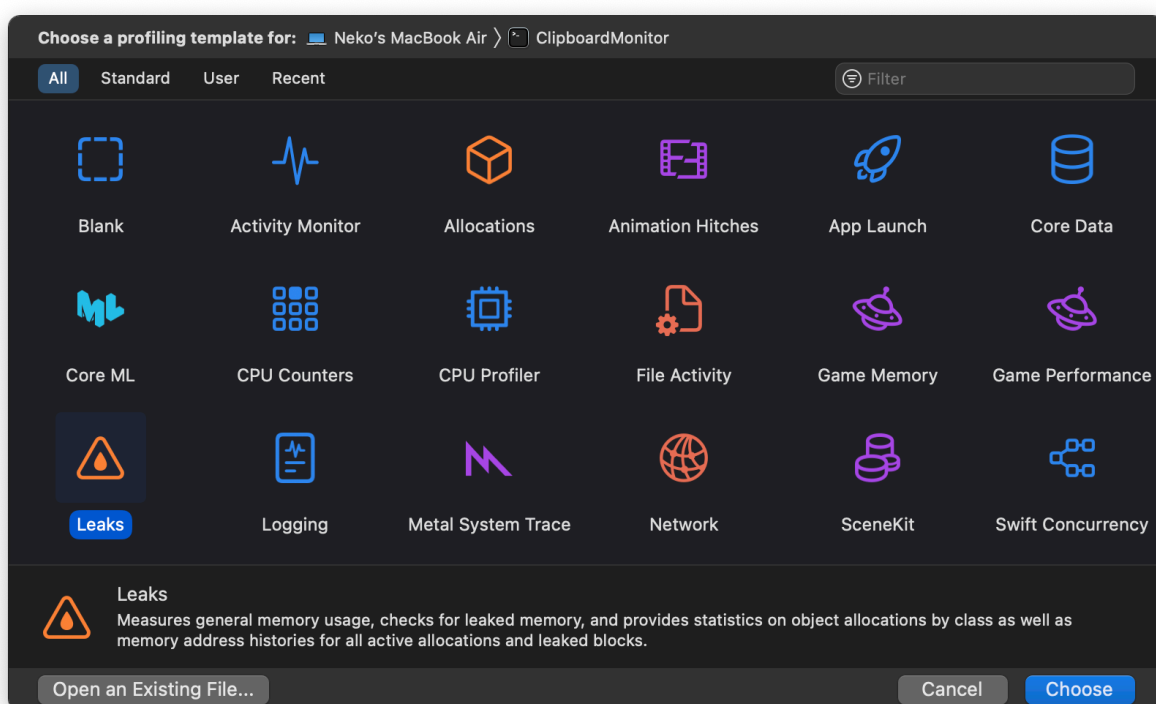 Choose a profiling template for: Neko's MacBook Air 〉 ClipboardMonitor
All Standard User Recent Filter
Blank Activity Monitor Allocations Animation Hitches App Launch Core Data
Core ML CPU Counters CPU Profiler File Activity Game Memory Game Performance
Leaks Logging Metal System Trace Network SceneKit Swift Concurrency
Leaks
Measures general memory usage, checks for leaked memory, and provides statistics on object allocations by class as well as
memory address histories for all active allocations and leaked blocks.
Open an Existing File... Cancel Choose